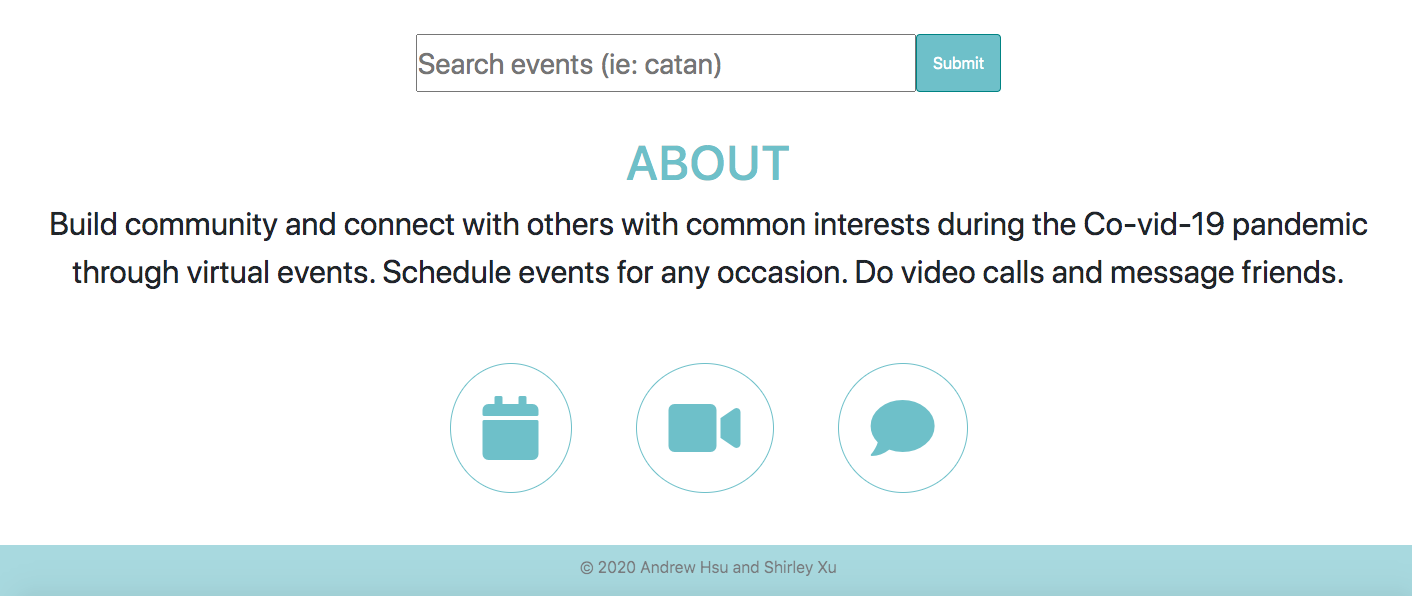 Search events (ie: catan)
Submit
ABOUT
Build community and connect with others with common interests during the Co-vid-19 pandemic
through virtual events. Schedule events for any occasion. Do video calls and message friends.
© 2020 Andrew Hsu and Shirley Xu